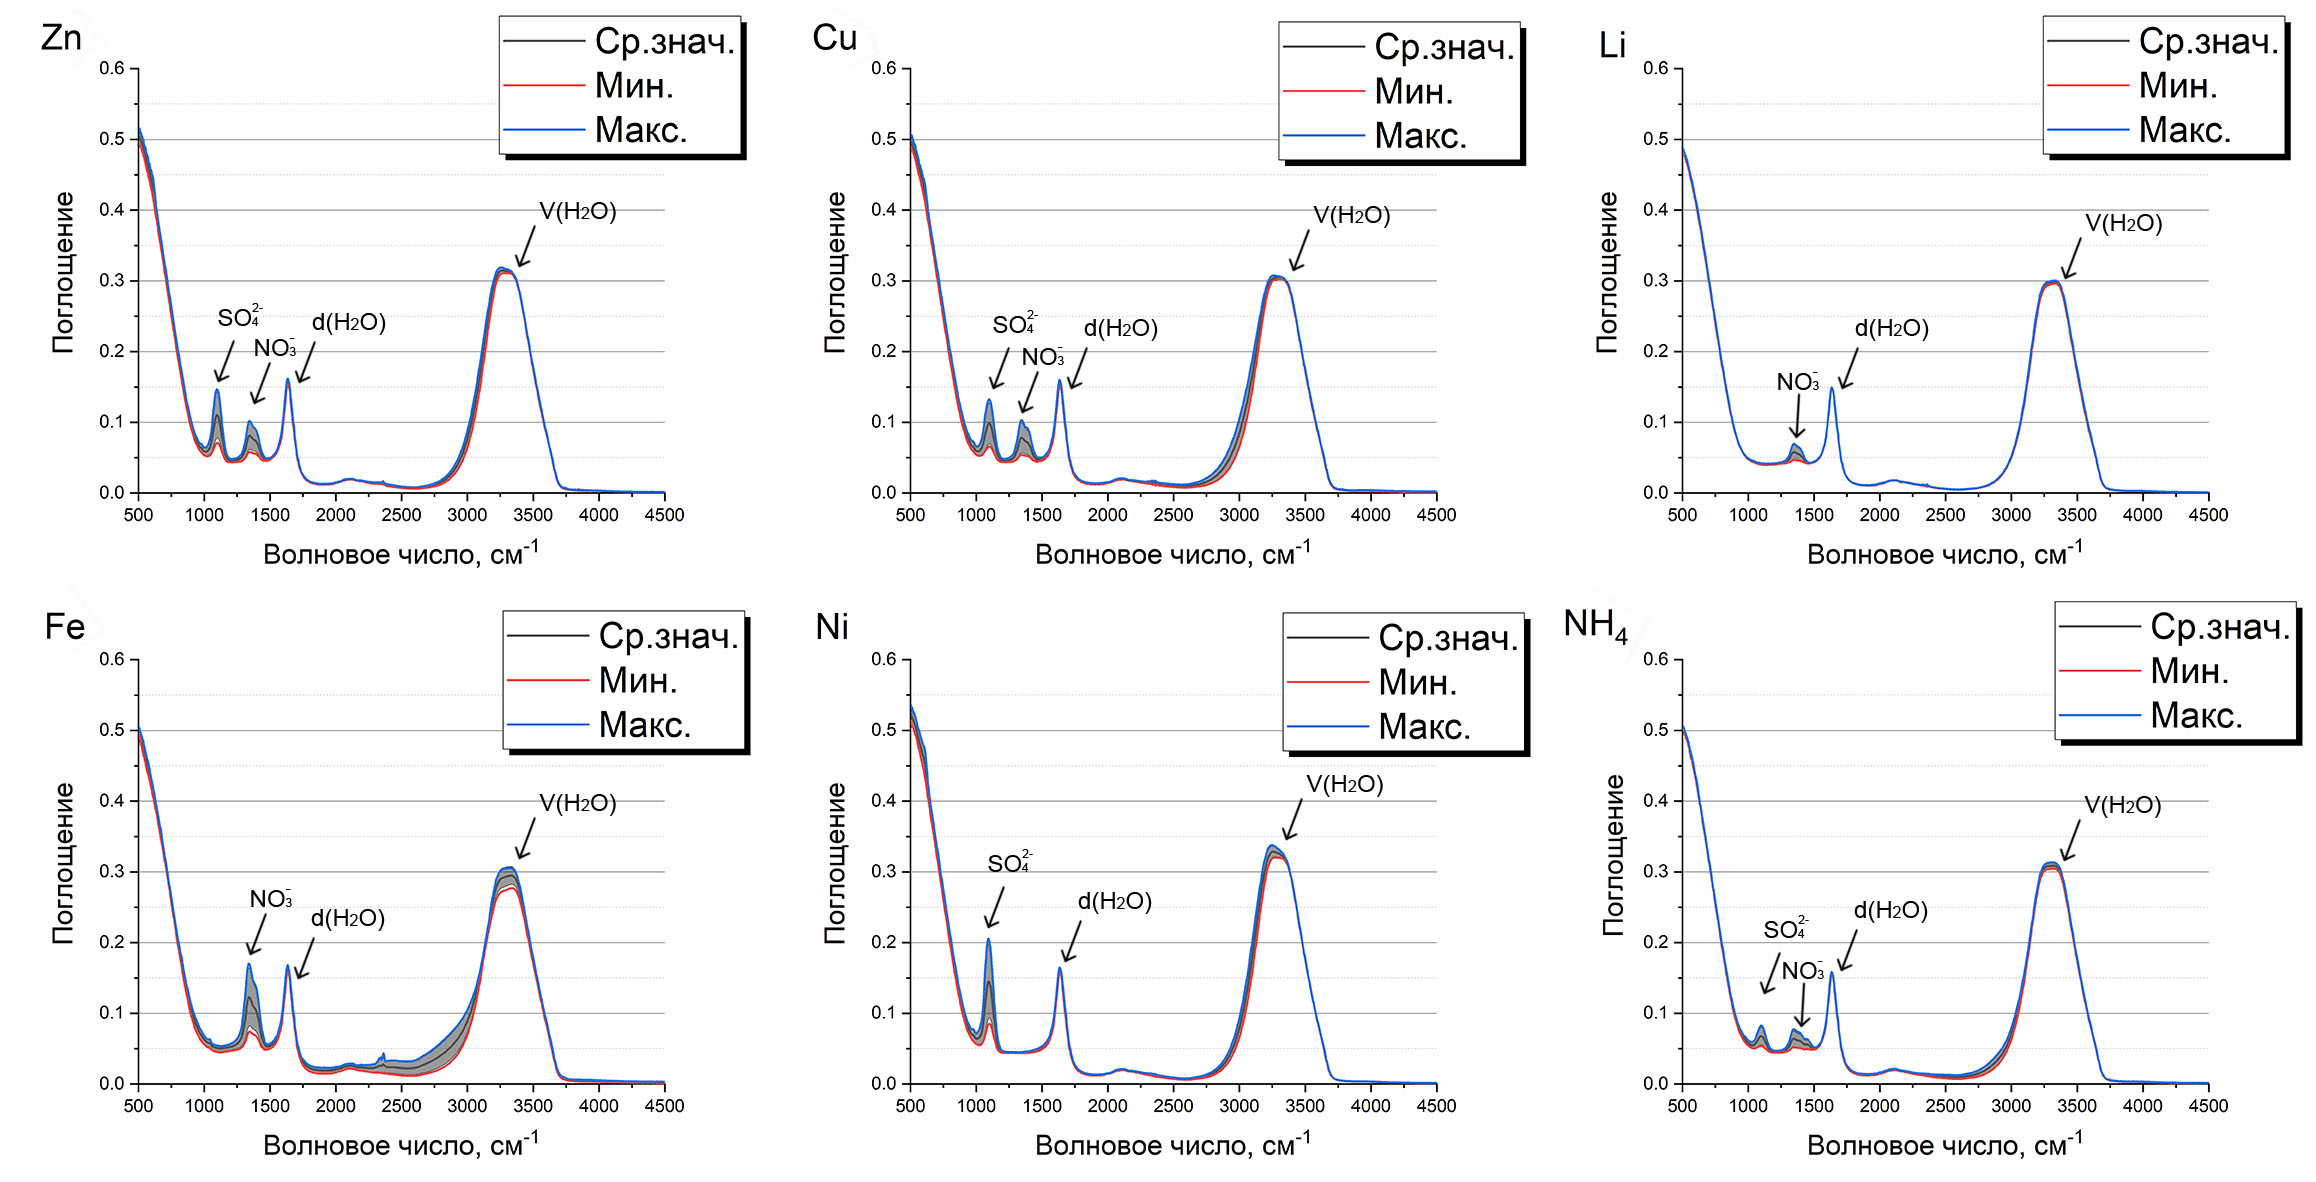 Zn
Ср.знач.
Мин.
Макс.
0.6
0.5
0.4
0.3
0.2
0.1
0.0
Поглощение
SO₄²⁻
NO₃⁻
d(H2O)
V(H2O)
500 1000 1500 2000 2500 3000 3500 4000 4500
Волновое число, см⁻¹
Cu
Ср.знач.
Мин.
Макс.
0.6
0.5
0.4
0.3
0.2
0.1
0.0
Поглощение
SO₄²⁻
NO₃⁻
d(H2O)
V(H2O)
500 1000 1500 2000 2500 3000 3500 4000 4500
Волновое число, см⁻¹
Li
Ср.знач.
Мин.
Макс.
0.6
0.5
0.4
0.3
0.2
0.1
0.0
Поглощение
NO₃⁻
d(H2O)
V(H2O)
500 1000 1500 2000 2500 3000 3500 4000 4500
Волновое число, см⁻¹
Fe
Ср.знач.
Мин.
Макс.
0.6
0.5
0.4
0.3
0.2
0.1
0.0
Поглощение
NO₃⁻
d(H2O)
V(H2O)
500 1000 1500 2000 2500 3000 3500 4000 4500
Волновое число, см⁻¹
Ni
Ср.знач.
Мин.
Макс.
0.6
0.5
0.4
0.3
0.2
0.1
0.0
Поглощение
SO₄²⁻
d(H2O)
V(H2O)
500 1000 1500 2000 2500 3000 3500 4000 4500
Волновое число, см⁻¹
NH₄
Ср.знач.
Мин.
Макс.
0.6
0.5
0.4
0.3
0.2
0.1
0.0
Поглощение
SO₄²⁻
NO₃⁻
d(H2O)
V(H2O)
500 1000 1500 2000 2500 3000 3500 4000 4500
Волновое число, см⁻¹